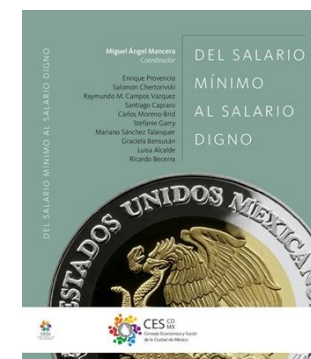 DEL SALARIO MÍNIMO AL SALARIO DIGNO
Miguel Ángel Mancera
Coordinador
Enrique Provencio
Salomón Chertorivski
Raymundo M. Campos Vázquez
Santiago Capraro
Carlos Moreno-Brid
Stefanie Garry
Mariano Sánchez Talanquer
Graciela Bensusán
Luisa Alcalde
Ricardo Becerra
DEL SALARIO
MÍNIMO
AL SALARIO
DIGNO
ESTADOS UNIDOS MEXICANOS
CES CD MX
Consejo Económico y Social
de la Ciudad de México